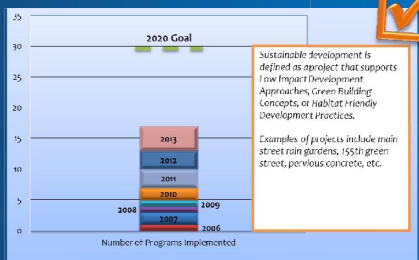 35
2020 Goal
30
25
20
15
10
5
0
2013
2012
2011
2010
2009
2008
2007
2006
Number of Programs Implemented
Sustainable development is
defined as aproject that supports
Low Impact Development
Approaches, Green Building
Concepts, or Habitat Friendly
Development Practices.
Examples of projects include main
street rain gardens, 155th green
street, pervious concrete, etc.